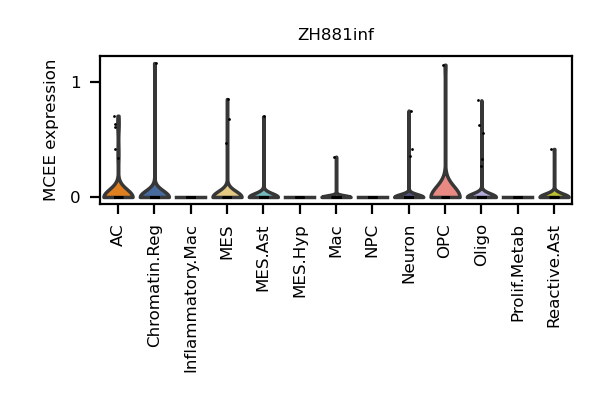 ZH881inf
MCEE expression
1
0
AC
Chromatin.Reg
Inflammatory.Mac
MES
MES.Ast
MES.Hyp
Mac
NPC
Neuron
OPC
Oligo
Prolif.Metab
Reactive.Ast